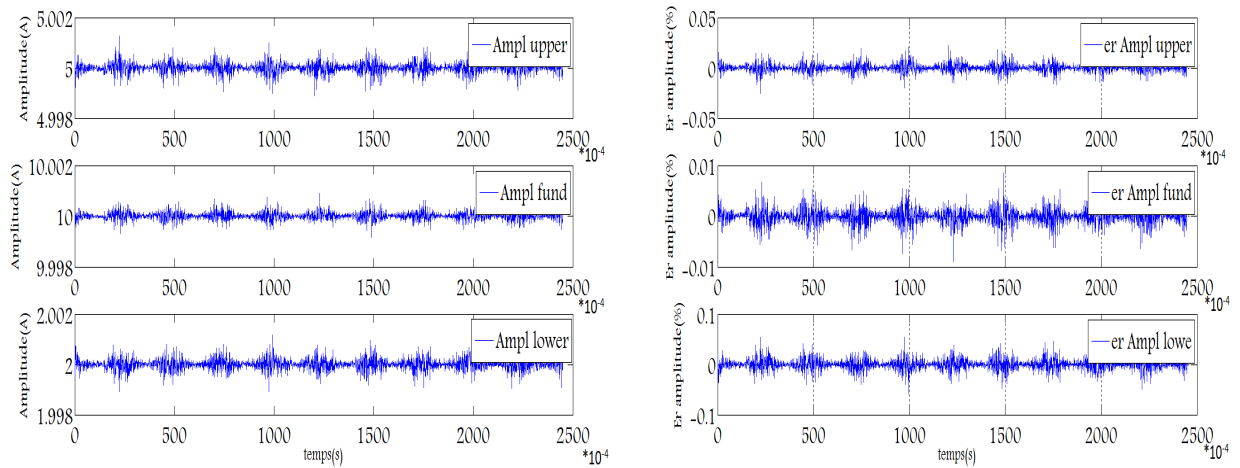 Amplitude(A)
5.002
5
4.998
Ampl upper
0 500 1000 1500 2000 2500
*10-4
Amplitude(A)
10.002
10
9.998
Ampl fund
0 500 1000 1500 2000 2500
*10-4
Amplitude(A)
2.002
2
1.998
Ampl lower
0 500 1000 1500 2000 2500
temps(s)
*10-4
Er amplitude(%)
0.05
0
-0.05
er Ampl upper
0 500 1000 1500 2000 2500
*10-4
Er amplitude(%)
0.01
0
-0.01
er Ampl fund
0 500 1000 1500 2000 2500
*10-4
Er amplitude(%)
0.1
0
-0.1
er Ampl lowe
0 500 1000 1500 2000 2500
temps(s)
*10-4